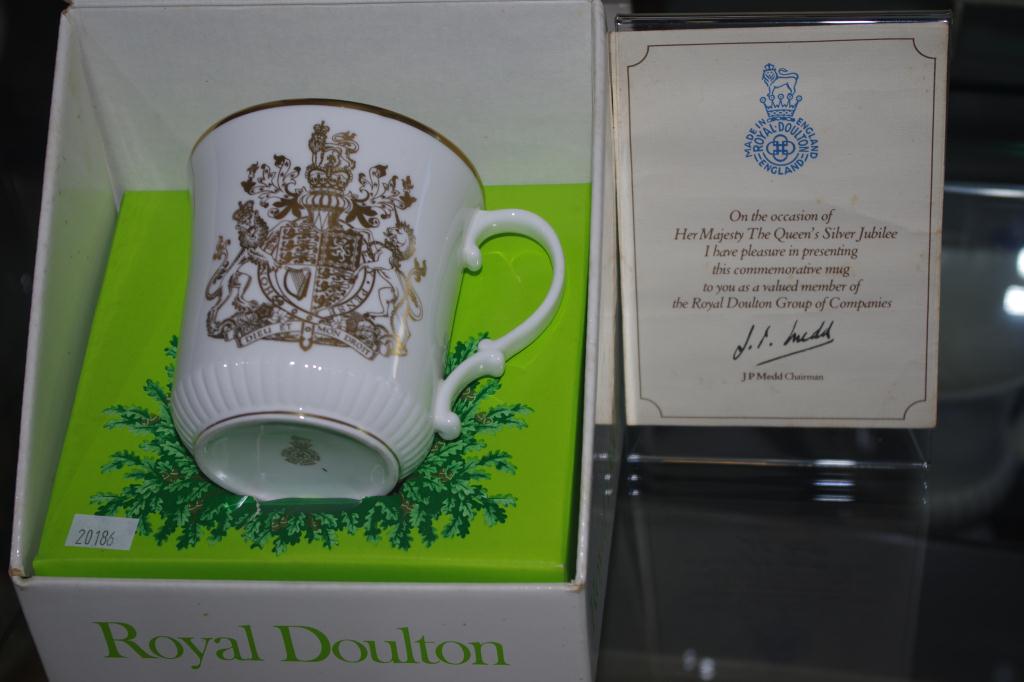 DIEU ET MON DROIT
20186
Royal Doulton
MADE IN ENGLAND
ROYAL·DOULTON
ENGLAND
On the occasion of
Her Majesty The Queen's Silver Jubilee
I have pleasure in presenting
this commemorative mug
to you as a valued member of
the Royal Doulton Group of Companies
J. P. Medd
J P Medd Chairman